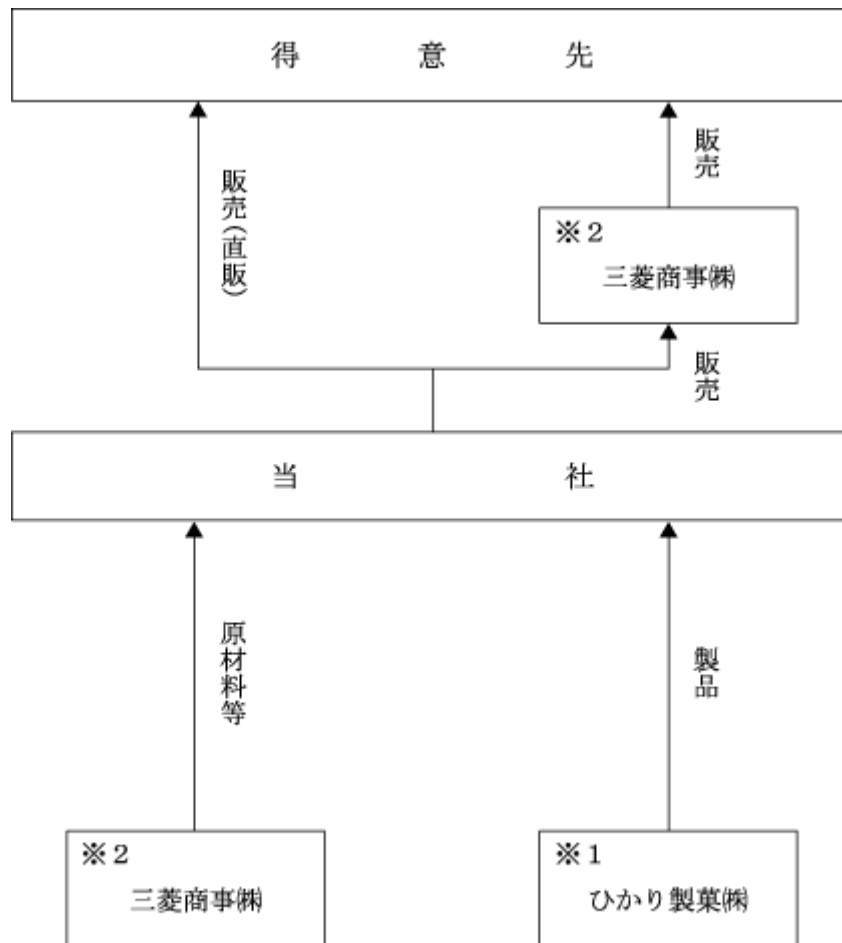 得意先
販売(直販)
販売
※2
三菱商事㈱
販売
当社
原材料等
製品
※2
三菱商事㈱
※1
ひかり製菓㈱